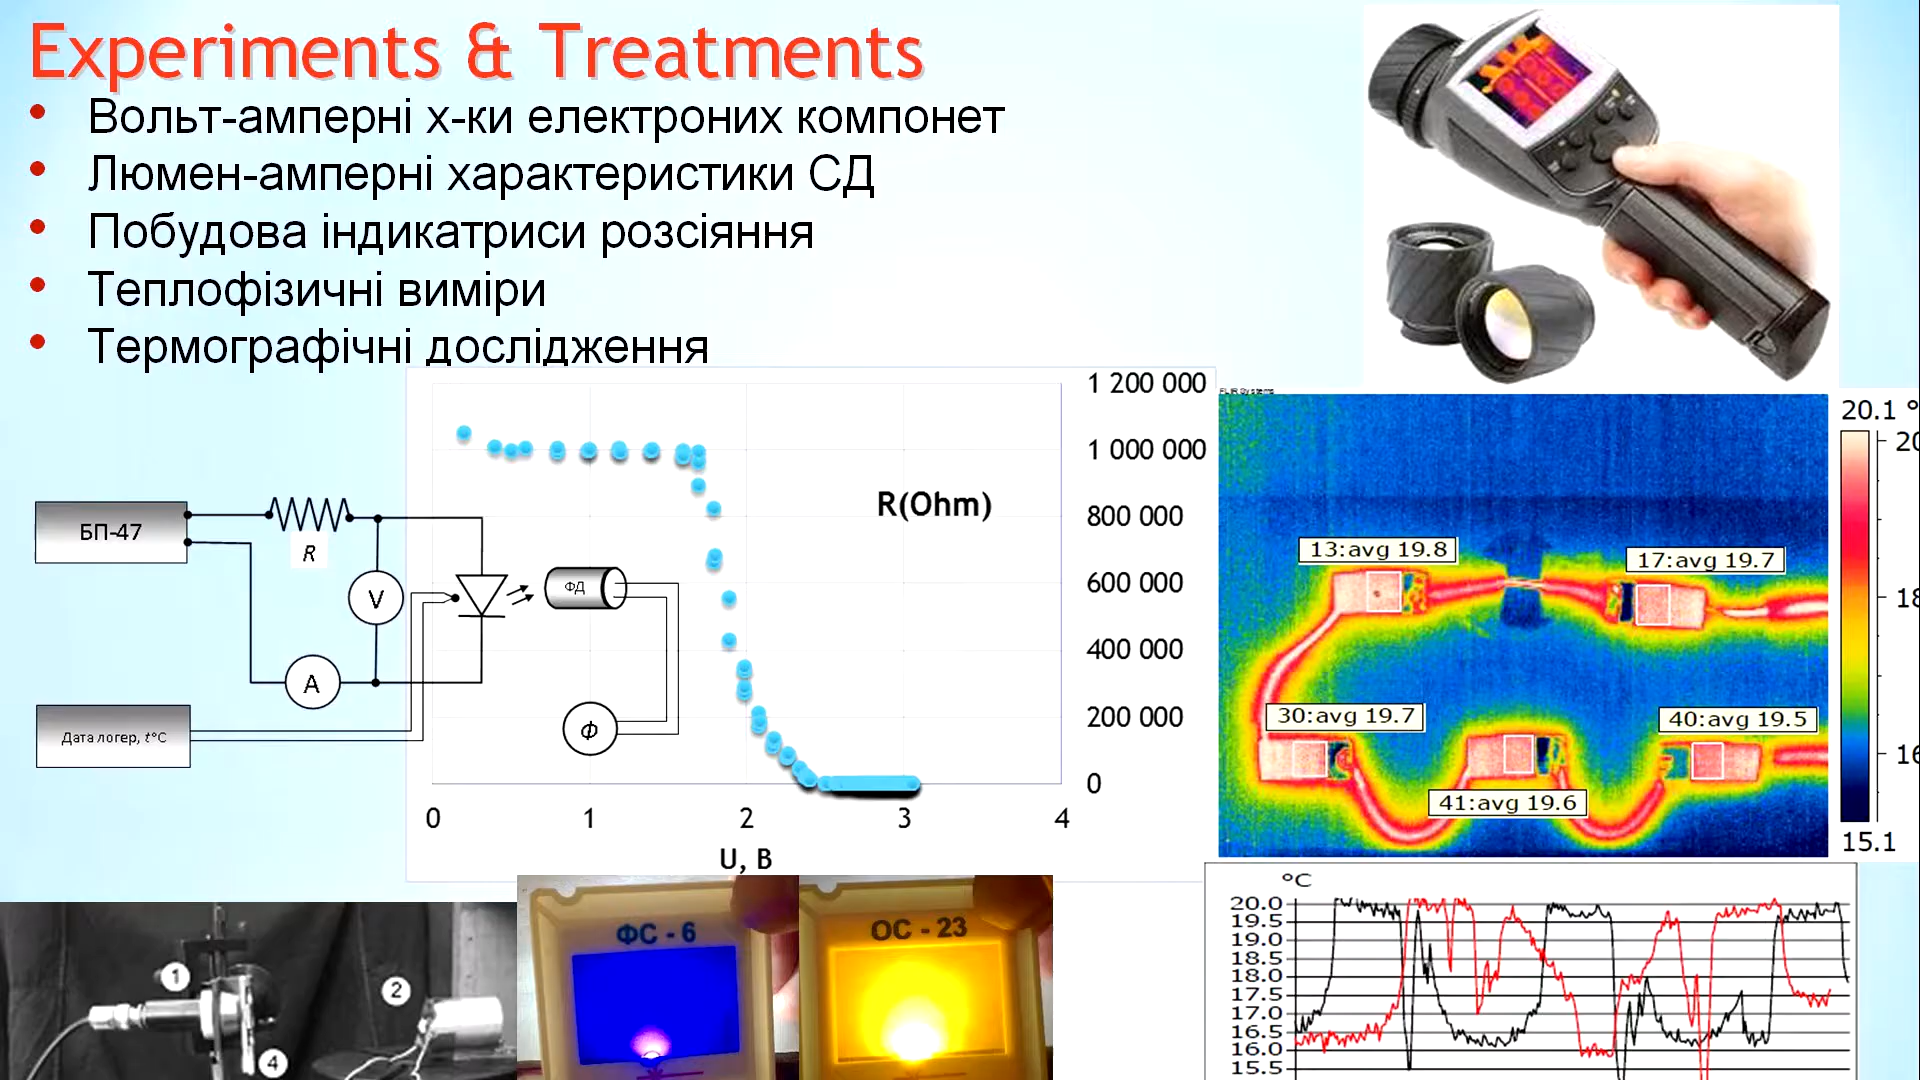 Experiments & Treatments
• Вольт-амперні х-ки електроних компонет
• Люмен-амперні характеристики СД
• Побудова індикатриси розсіяння
• Теплофізичні виміри
• Термографічні дослідження
БП-47
R
V
A
Дата логер, t°C
ФД
Ф
R(Ohm)
1 200 000
1 000 000
800 000
600 000
400 000
200 000
0
0 1 2 3 4
U, В
FLIR Systems
13:avg 19.8
17:avg 19.7
30:avg 19.7
40:avg 19.5
41:avg 19.6
20.1 °
20
18
16
15.1
1
2
4
ФС - 6
ОС - 23
°C
20.0
19.5
19.0
18.5
18.0
17.5
17.0
16.5
16.0
15.5